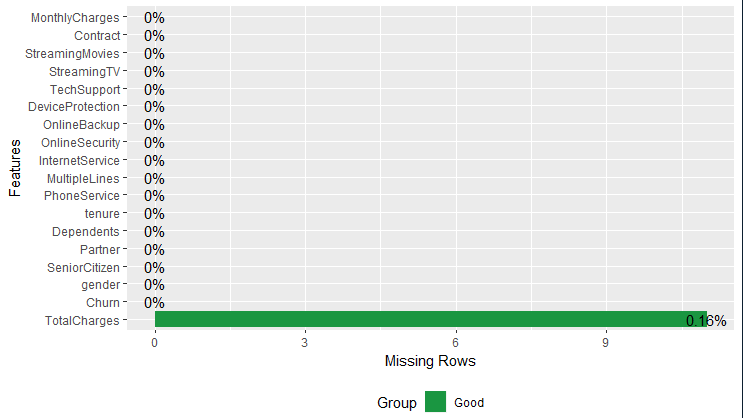 MonthlyCharges 0%
Contract 0%
StreamingMovies 0%
StreamingTV 0%
TechSupport 0%
DeviceProtection 0%
OnlineBackup 0%
OnlineSecurity 0%
InternetService 0%
MultipleLines 0%
PhoneService 0%
tenure 0%
Dependents 0%
Partner 0%
SeniorCitizen 0%
gender 0%
Churn 0%
TotalCharges 0.16%
Features
0 3 6 9
Missing Rows
Group Good